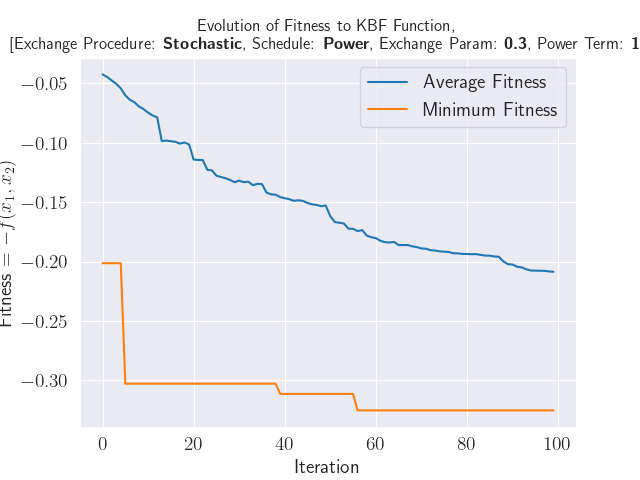 Evolution of Fitness to KBF Function,
[Exchange Procedure: Stochastic, Schedule: Power, Exchange Param: 0.3, Power Term: 1
Average Fitness
Minimum Fitness
Fitness = −f(x₁, x₂)
−0.05
−0.10
−0.15
−0.20
−0.25
−0.30
0 20 40 60 80 100
Iteration